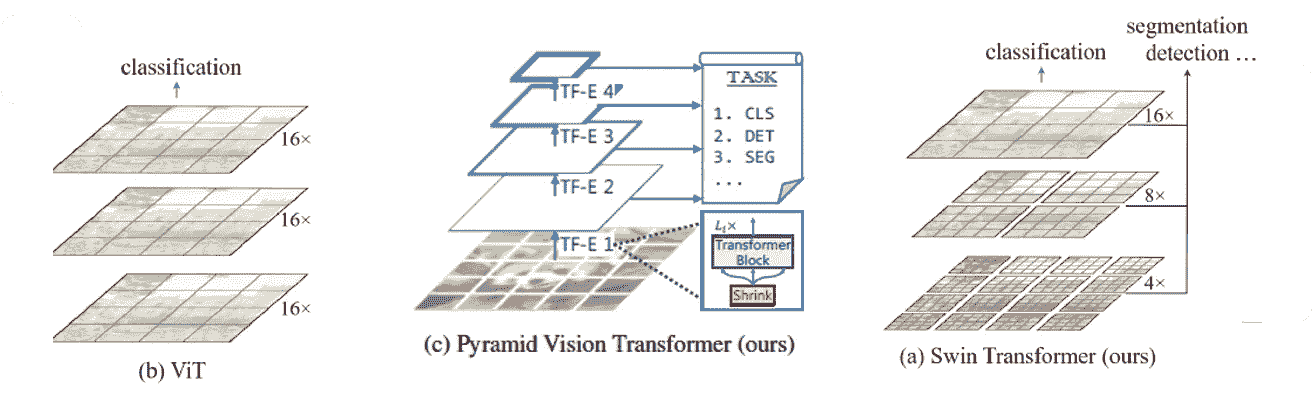 classification
16×
16×
16×
(b) ViT
TF-E 4
TF-E 3
TF-E 2
TF-E 1
TASK
1. CLS
2. DET
3. SEG
...
L₁×
Transformer
Block
Shrink
(c) Pyramid Vision Transformer (ours)
segmentation
classification
detection ...
16×
8×
4×
(a) Swin Transformer (ours)